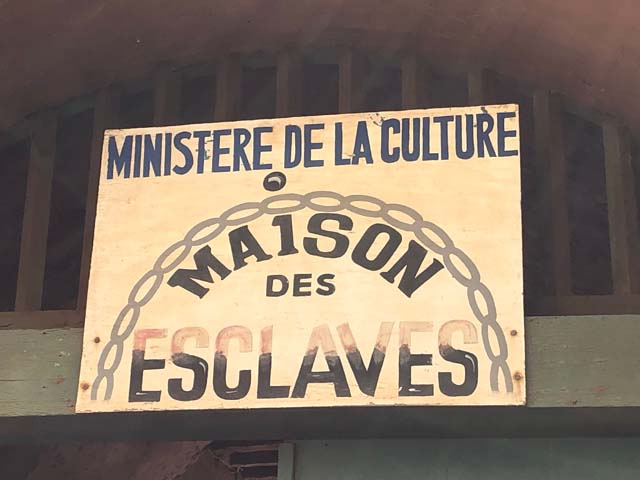 MINISTERE DE LA CULTURE
MAiSON
DES
ESCLAVES